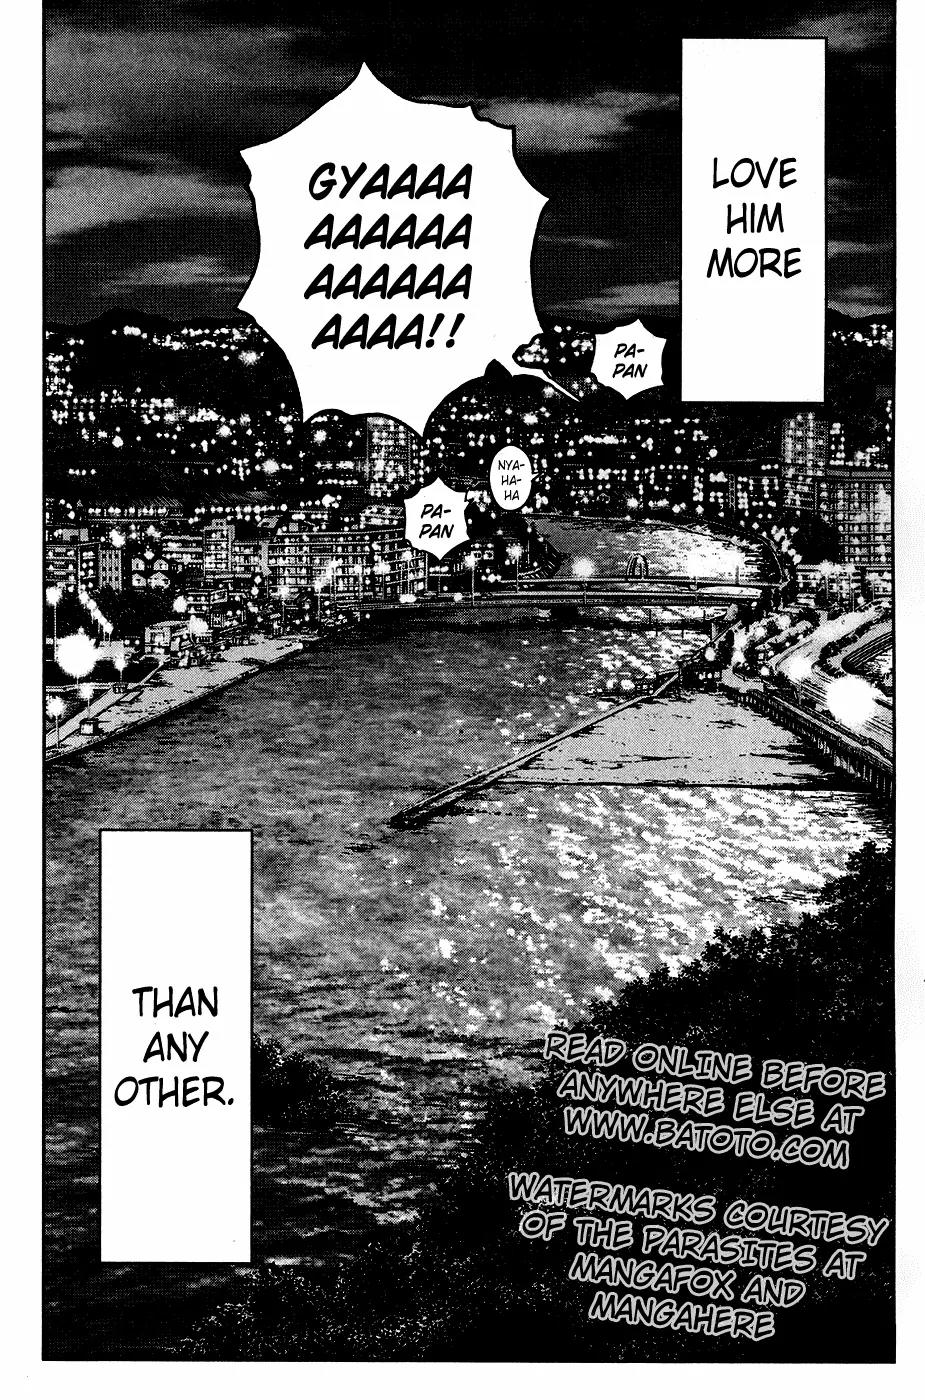 LOVE
HIM
MORE
GYAAAA
AAAAAA
AAAAAA
AAAA!!
PA-
PAN
NYA-
HA-
HA
PA-
PAN
THAN
ANY
OTHER.
READ ONLINE BEFORE
ANYWHERE ELSE AT
WWW.BATOTO.COM
WATERMARKS COURTESY
OF THE PARASITES AT
MANGAFOX AND
MANGAHERE